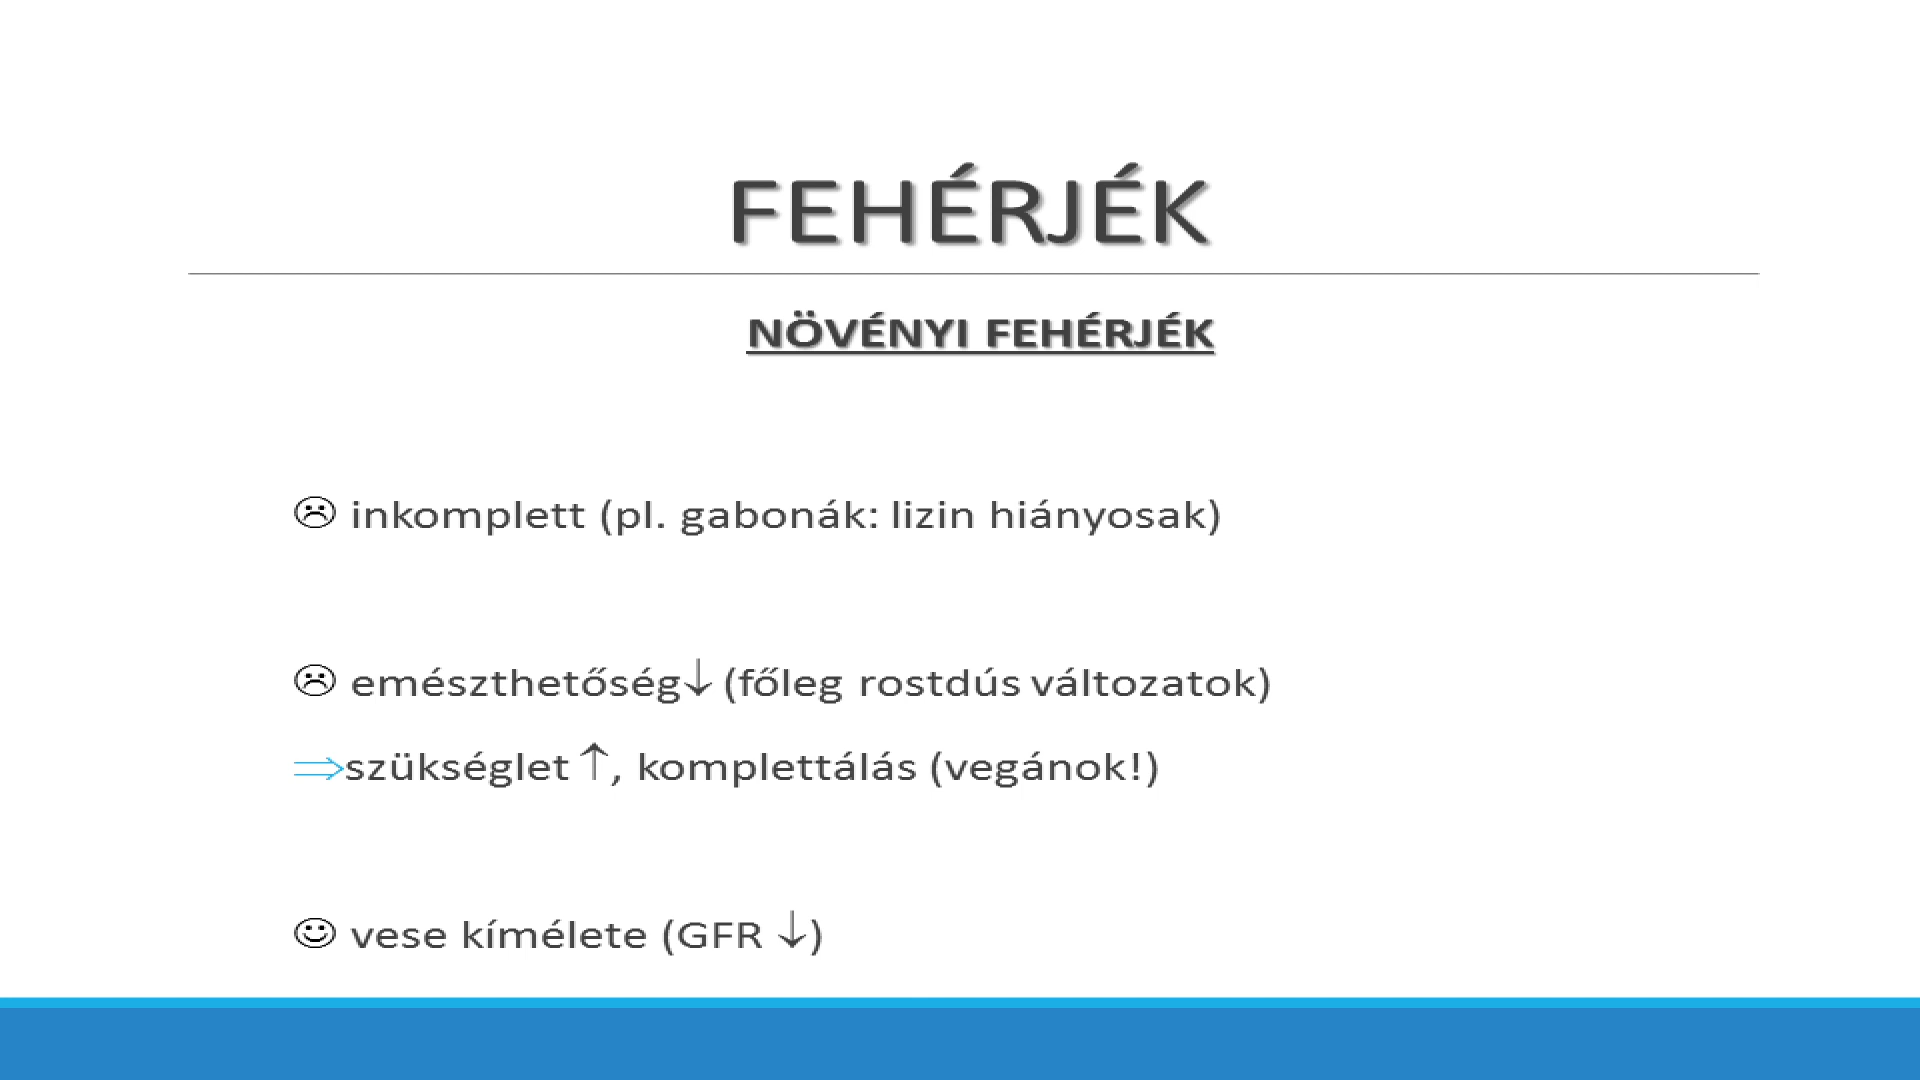 FEHÉRJÉK
NÖVÉNYI FEHÉRJÉK
☹ inkomplett (pl. gabonák: lizin hiányosak)
☹ emészthetőség↓ (főleg rostdús változatok)
⇒szükséglet ↑, komplettálás (vegánok!)
☺ vese kímélete (GFR ↓)